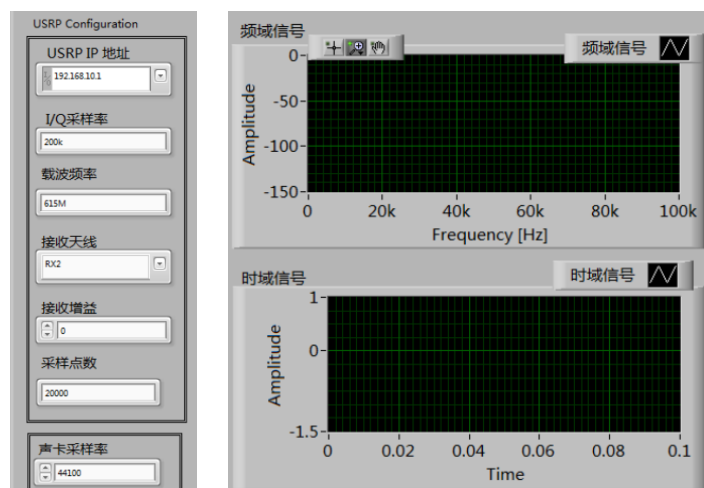 USRP Configuration
USRP IP 地址
192.168.10.1
I/Q采样率
200k
载波频率
615M
接收天线
RX2
接收增益
0
采样点数
20000
声卡采样率
44100
频域信号
频域信号
Amplitude
0
-50
-100
-150
0 20k 40k 60k 80k 100k
Frequency [Hz]
时域信号
时域信号
Amplitude
1
0
-1.5
0 0.02 0.04 0.06 0.08 0.1
Time